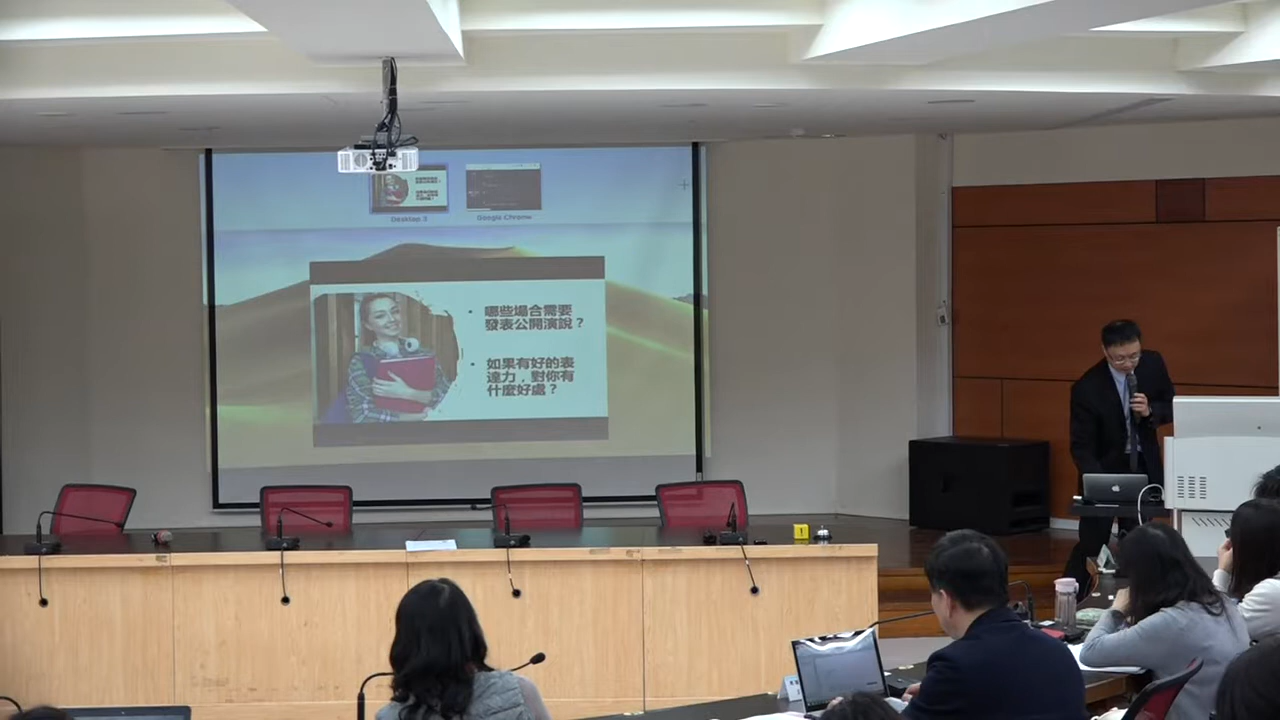 Desktop 3
Google Chrome
• 哪些場合需要
發表公開演說？
• 如果有好的表
達力，對你有
什麼好處？
1